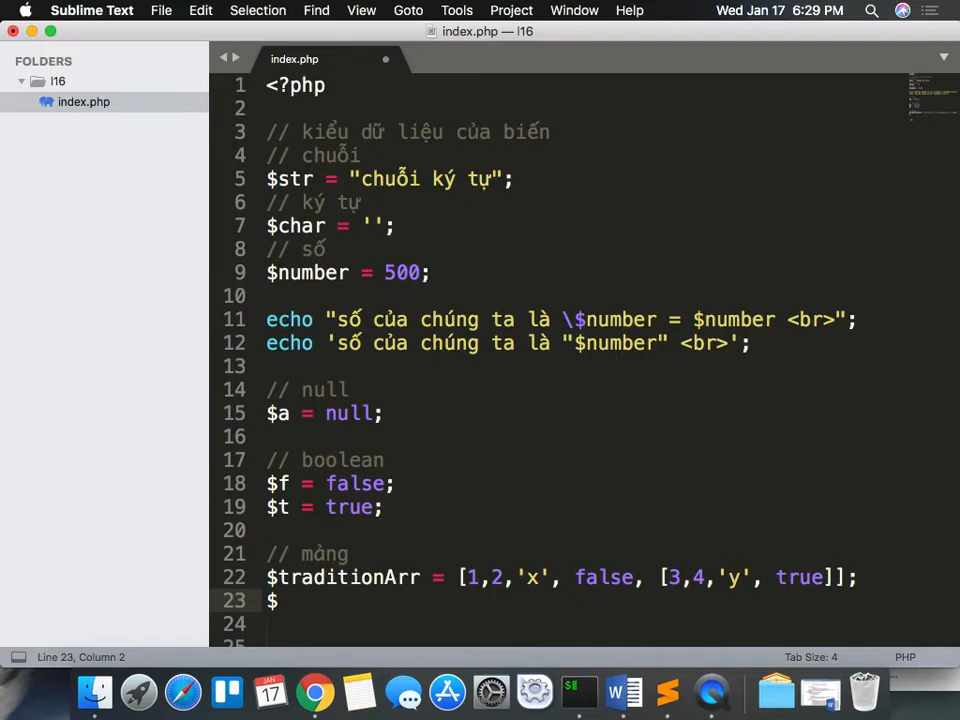 Sublime Text File Edit Selection Find View Goto Tools Project Window Help Wed Jan 17 6:29 PM
index.php — l16
FOLDERS
l16
index.php
index.php
1 <?php
2
3 // kiểu dữ liệu của biến
4 // chuỗi
5 $str = "chuỗi ký tự";
6 // ký tự
7 $char = '';
8 // số
9 $number = 500;
10
11 echo "số của chúng ta là \$number = $number <br>";
12 echo 'số của chúng ta là "$number" <br>';
13
14 // null
15 $a = null;
16
17 // boolean
18 $f = false;
19 $t = true;
20
21 // mảng
22 $traditionArr = [1,2,'x', false, [3,4,'y', true]];
23 $
24
25
Line 23, Column 2 Tab Size: 4 PHP
JAN
17